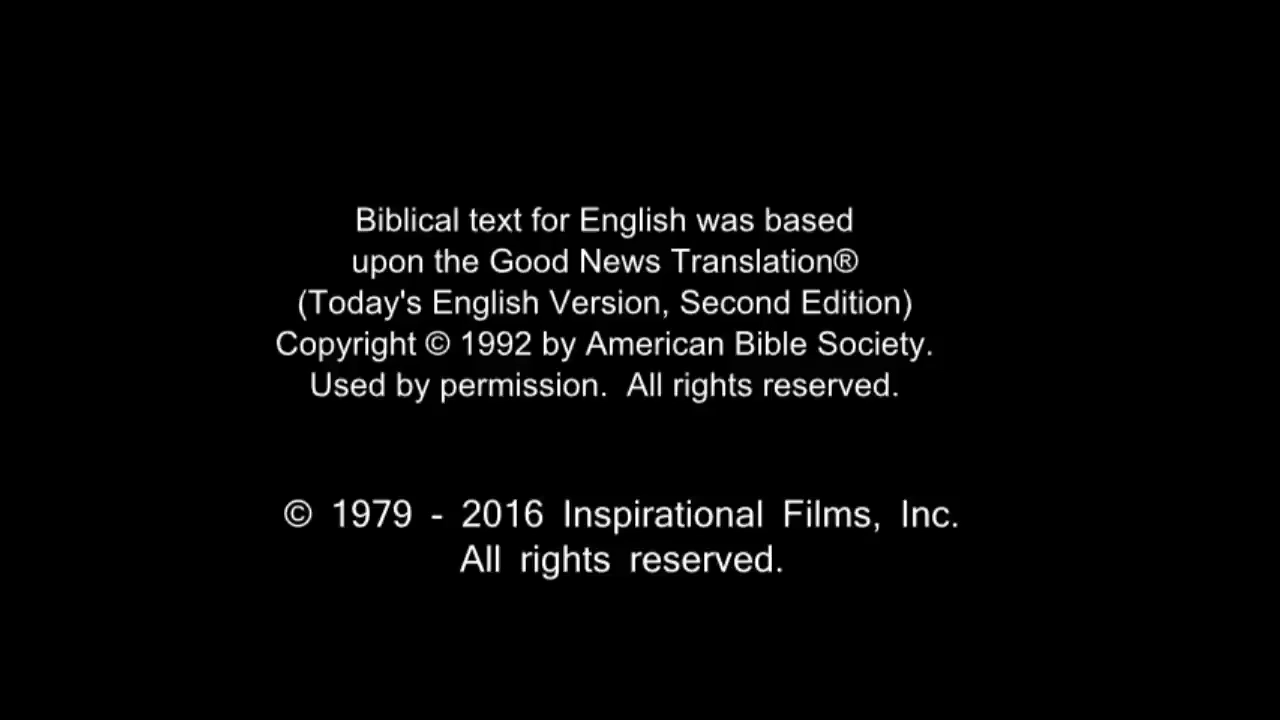 Biblical text for English was based
upon the Good News Translation®
(Today's English Version, Second Edition)
Copyright © 1992 by American Bible Society.
Used by permission.  All rights reserved.
© 1979 - 2016 Inspirational Films, Inc.
All rights reserved.